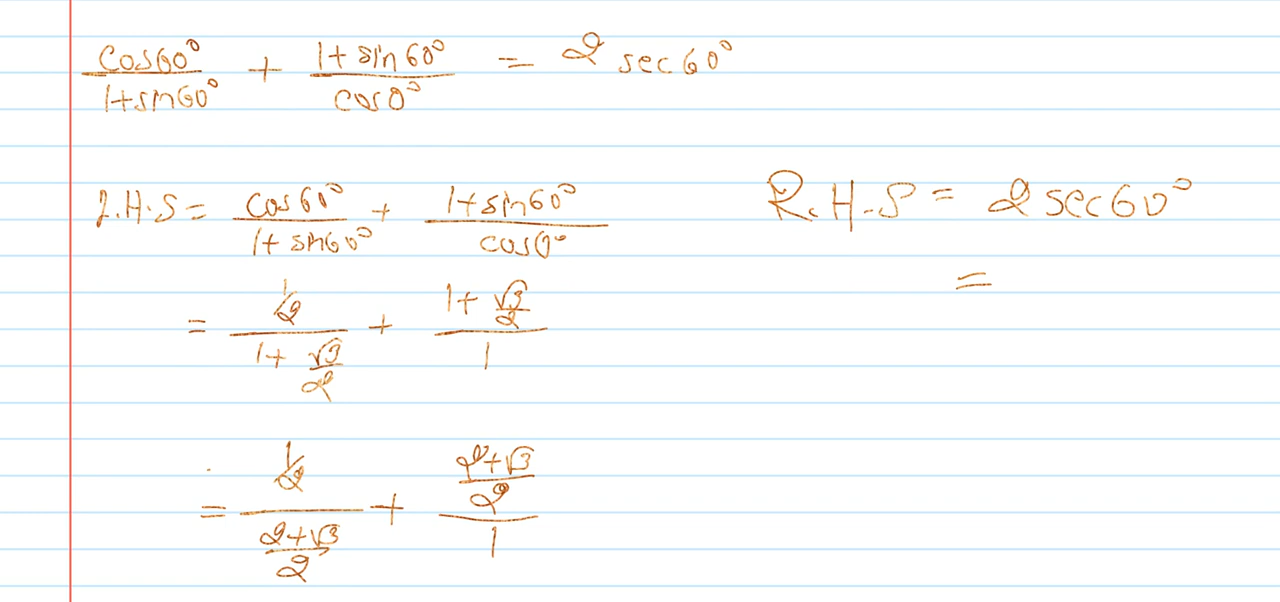 cos60°/1+sin60° + 1+sin60°/cos0° = 2 sec60°
L.H.S = cos60°/1+sin60° + 1+sin60°/cos0°
R.H.S = 2 sec60°
= 1/2/1+√3/2 + 1+√3/2/1
=
= 1/2/2+√3/2 + 2+√3/2/1